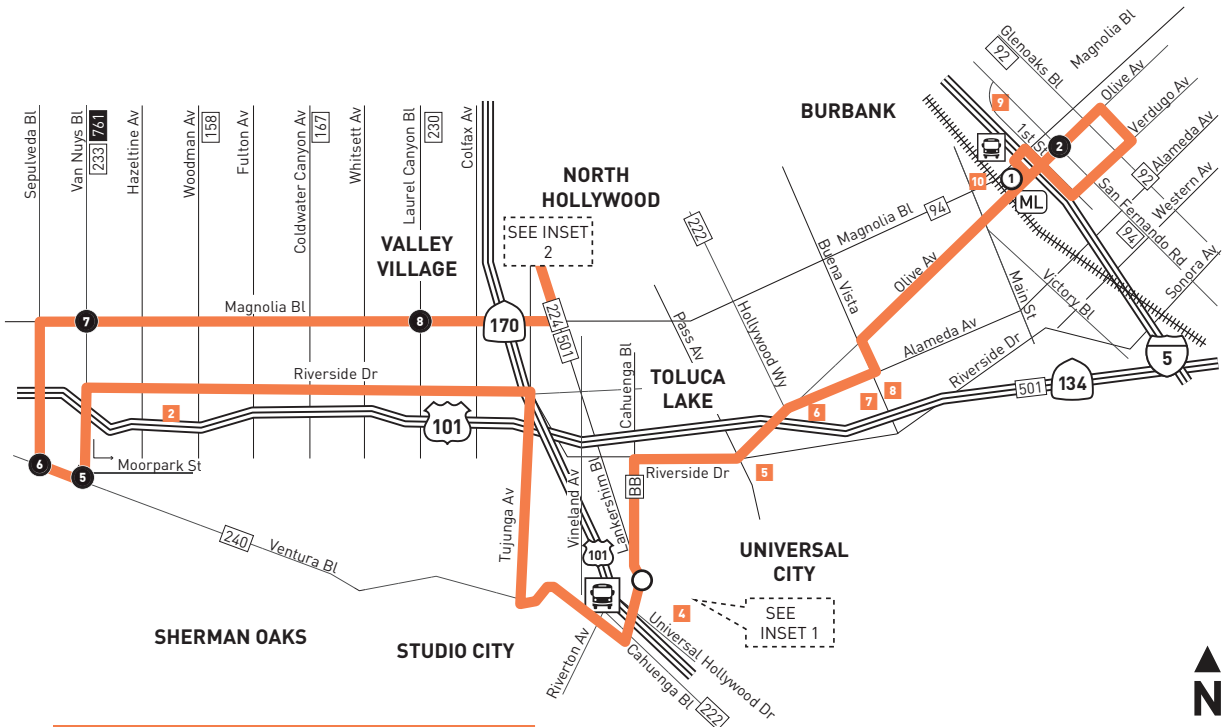 Sepulveda Bl
Van Nuys Bl
233
761
Hazeltine Av
Woodman Av
158
Fulton Av
Coldwater Canyon Av
167
Whitsett Av
Laurel Canyon Bl
230
Colfax Av
NORTH
HOLLYWOOD
SEE INSET
2
VALLEY
VILLAGE
BURBANK
Glenoaks Bl
92
Magnolia Bl
Olive Av
Verdugo Av
Alameda Av
92
Western Av
1st St
9
2
1
10
ML
San Fernando Rd
94
Sonora Av
Magnolia Bl
94
222
Buena Vista
Olive Av
Main St
Victory Bl
Magnolia Bl
7
8
170
224
501
Pass Av
Hollywood Wy
Alameda Av
Riverside Dr
5
134
501
Riverside Dr
2
101
TOLUCA
LAKE
Cahuenga Bl
6
7
8
5
6
5
Moorpark St
Riverside Dr
BB
Lankershim Bl
Vineland Av
Tujunga Av
240
Ventura Bl
101
UNIVERSAL
CITY
4
SEE
INSET 1
SHERMAN OAKS
STUDIO CITY
Riverton Av
Universal Hollywood Dr
Cahuenga Bl
222
N